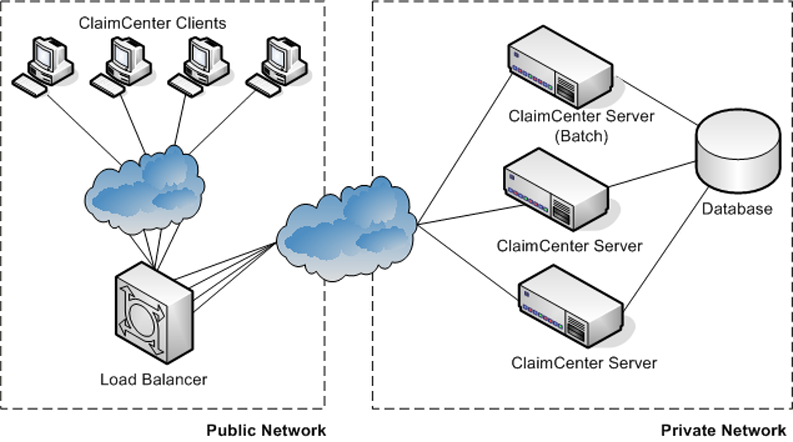 ClaimCenter Clients
ClaimCenter Server
(Batch)
Database
ClaimCenter Server
ClaimCenter Server
Load Balancer
Public Network
Private Network